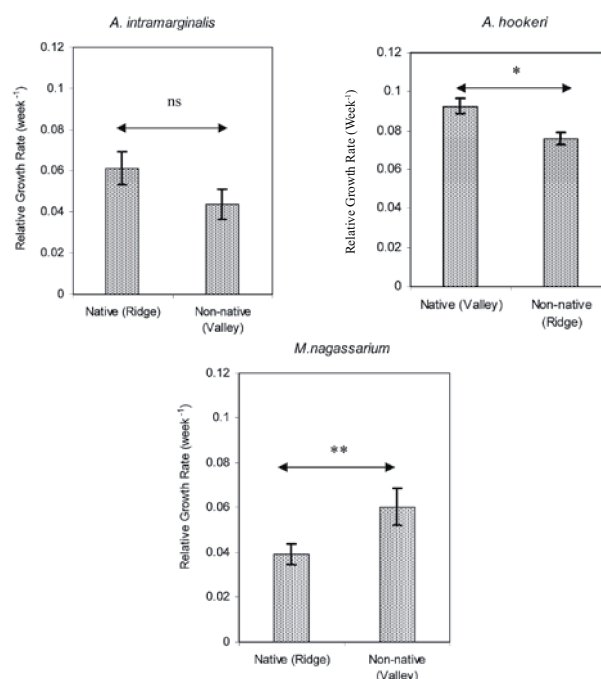 A. intramarginalis
Relative Growth Rate (week⁻¹)
0.12
0.1
0.08
0.06
0.04
0.02
0
ns
Native (Ridge)
Non-native
(Valley)
A. hookeri
Relative Growth Rate (Week⁻¹)
0.12
0.1
0.08
0.06
0.04
0.02
0
*
Native (Valley)
Non-native
(Ridge)
M.nagassarium
Relative Growth Rate (week⁻¹)
0.12
0.1
0.08
0.06
0.04
0.02
0
**
Native (Ridge)
Non-native
(Valley)